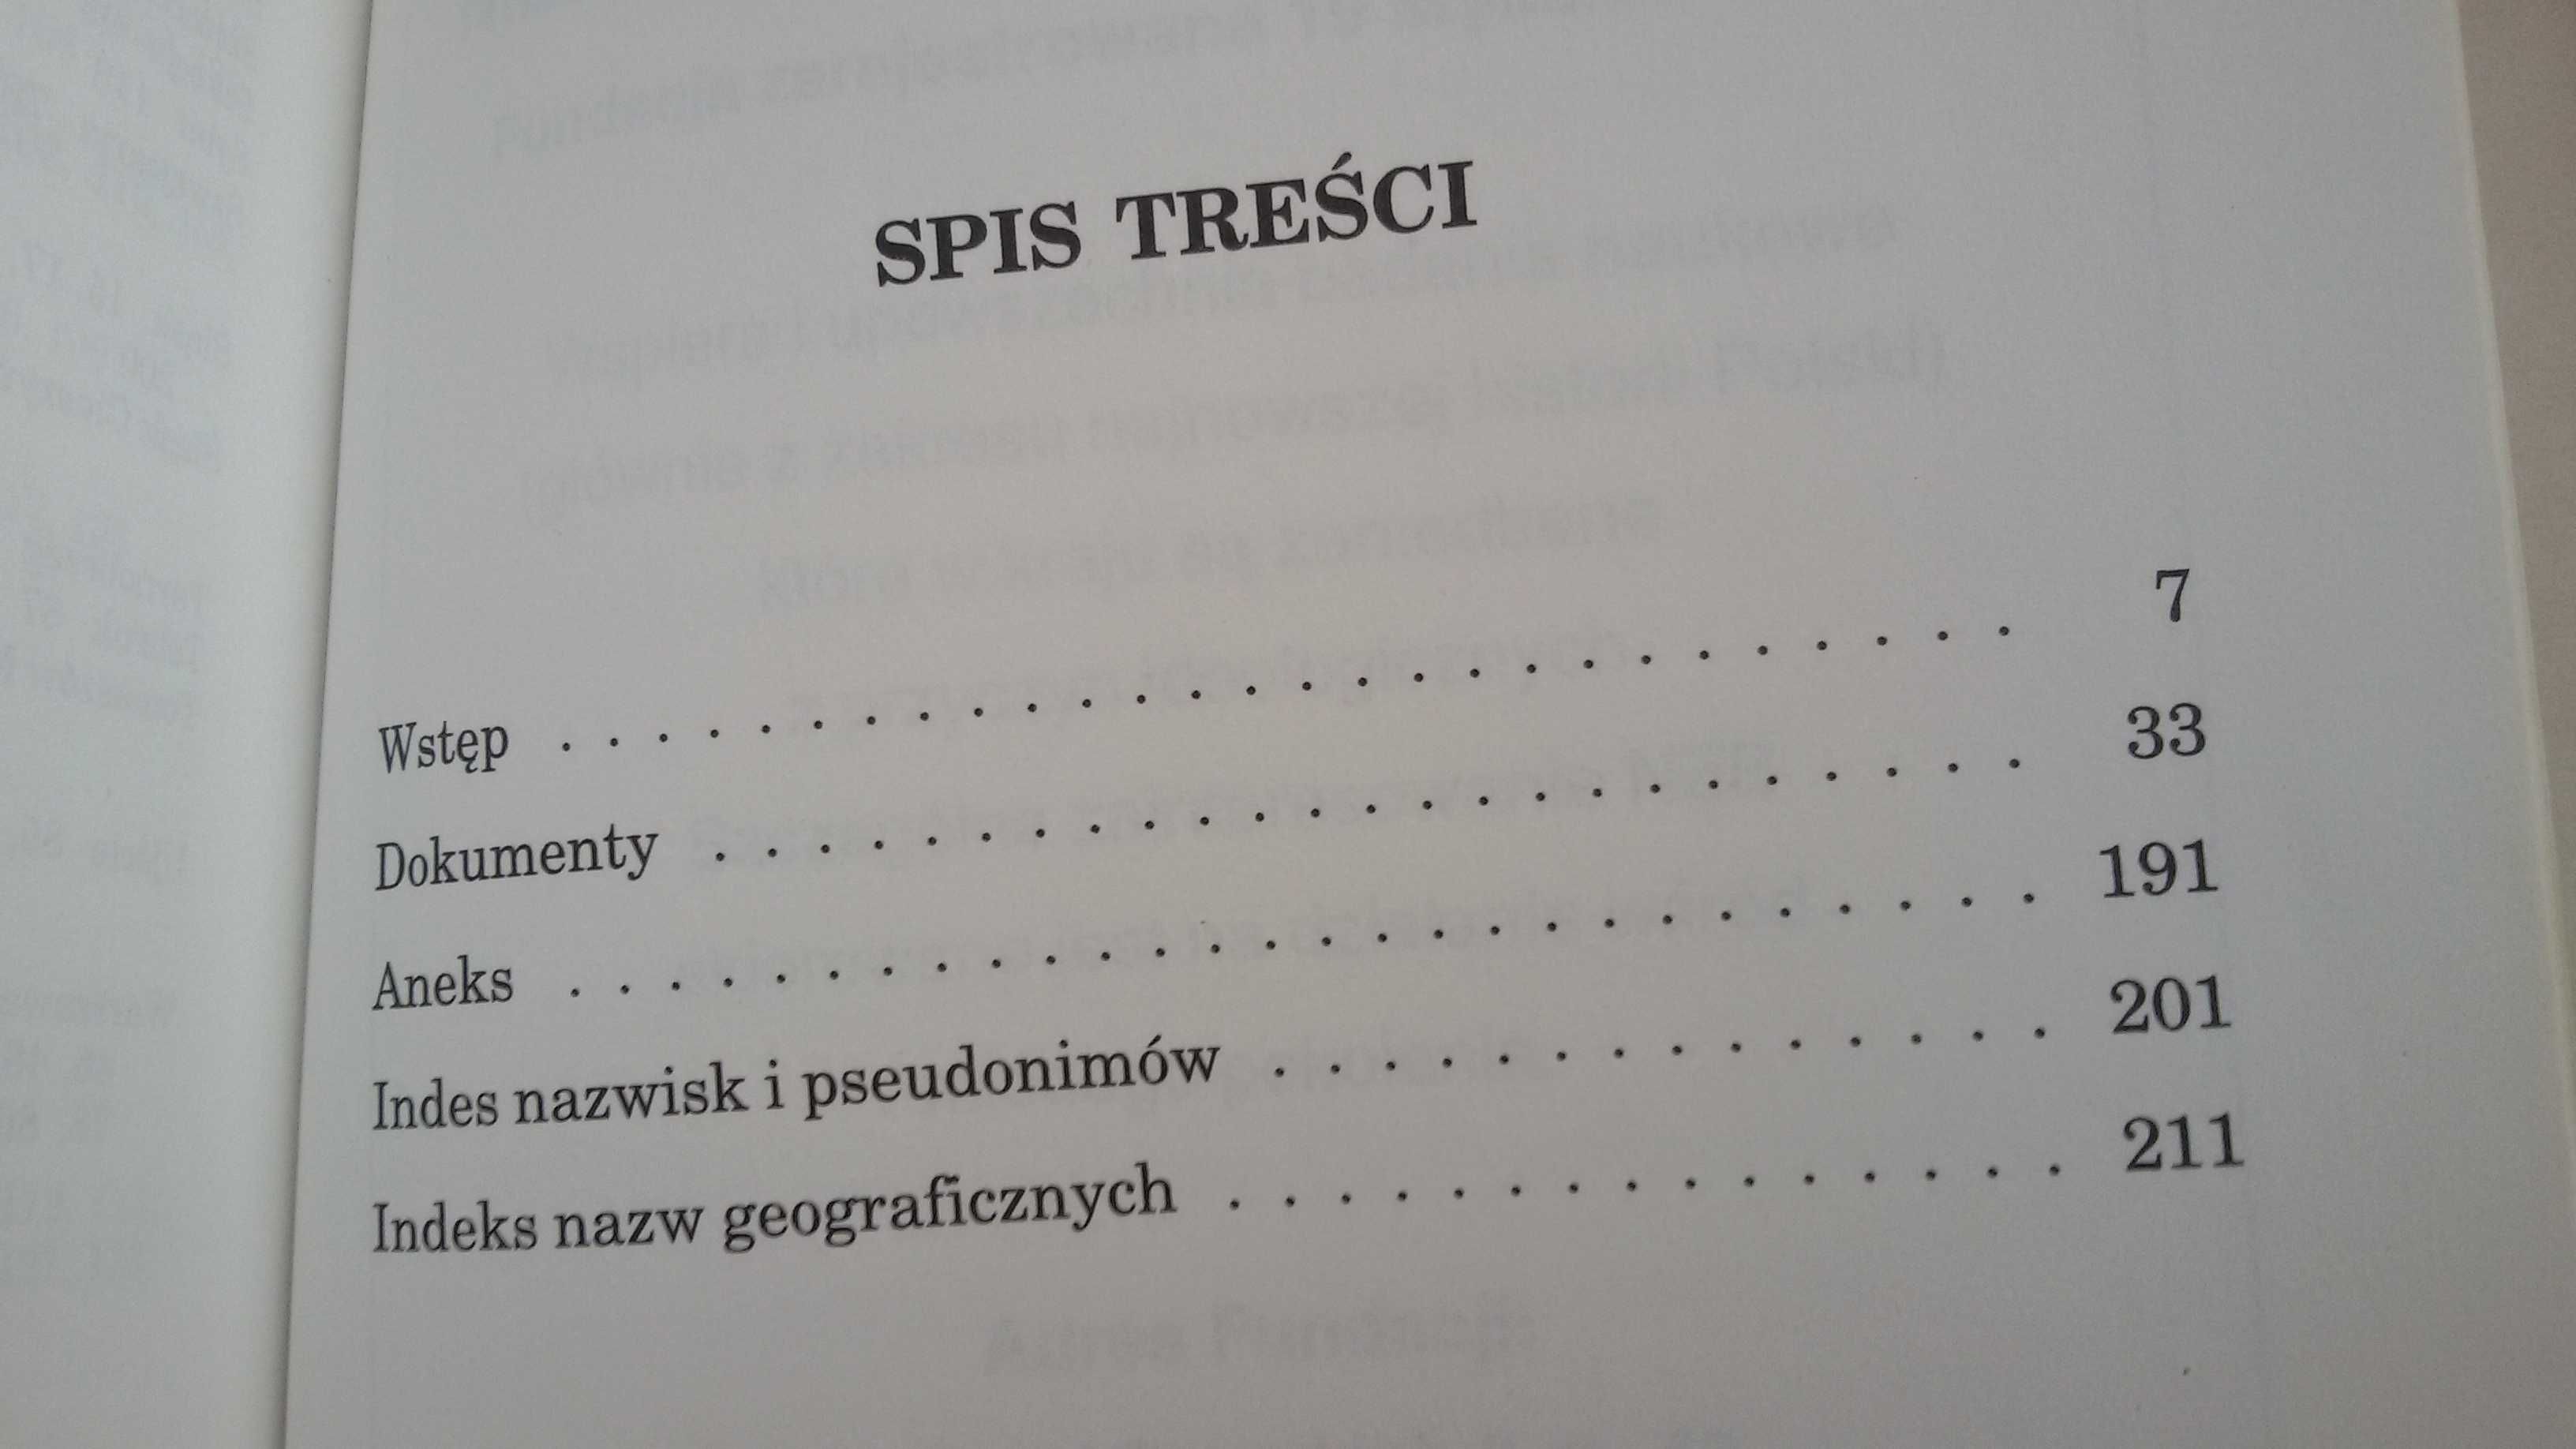 SPIS TREŚCI
Wstęp . . . . . . . . . . . . . . . . . . . . . . . . . . . 7
Dokumenty . . . . . . . . . . . . . . . . . . . . . . . . 33
Aneks . . . . . . . . . . . . . . . . . . . . . . . . . . . 191
Indes nazwisk i pseudonimów . . . . . . . . . . . . . . 201
Indeks nazw geograficznych . . . . . . . . . . . . . . . 211